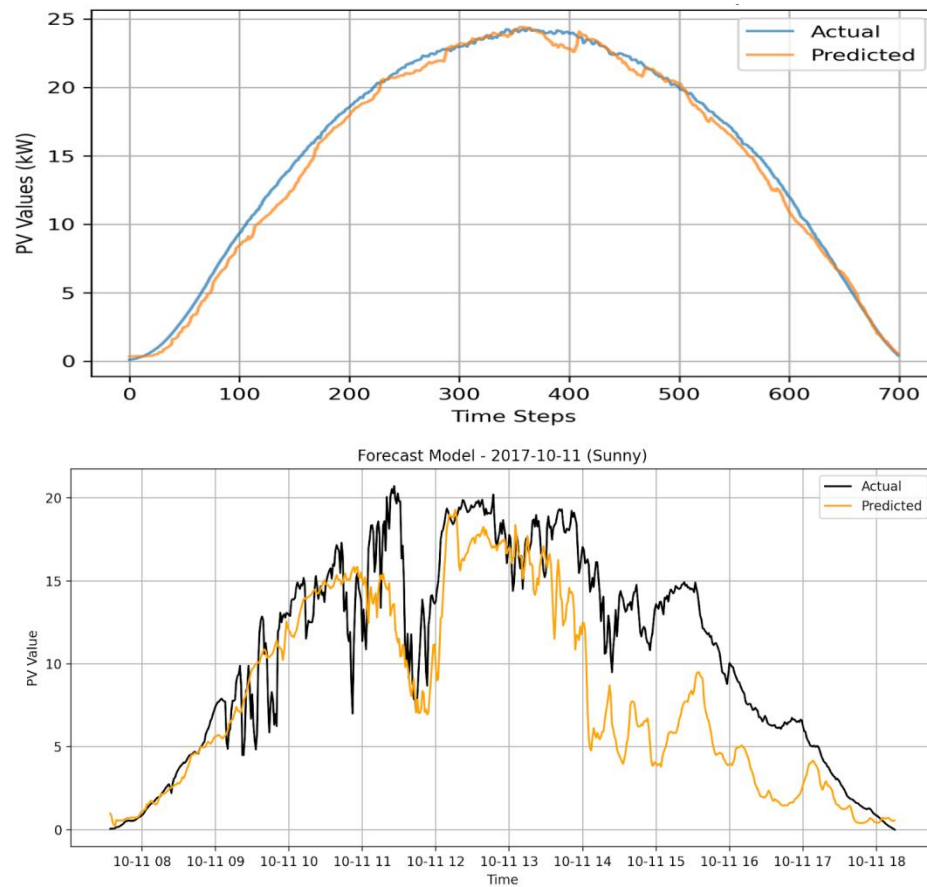 25
20
15
10
5
0
PV Values (kW)
Actual
Predicted
0 100 200 300 400 500 600 700
Time Steps
Forecast Model - 2017-10-11 (Sunny)
20
15
10
5
0
PV Value
Actual
Predicted
10-11 08 10-11 09 10-11 10 10-11 11 10-11 12 10-11 13 10-11 14 10-11 15 10-11 16 10-11 17 10-11 18
Time